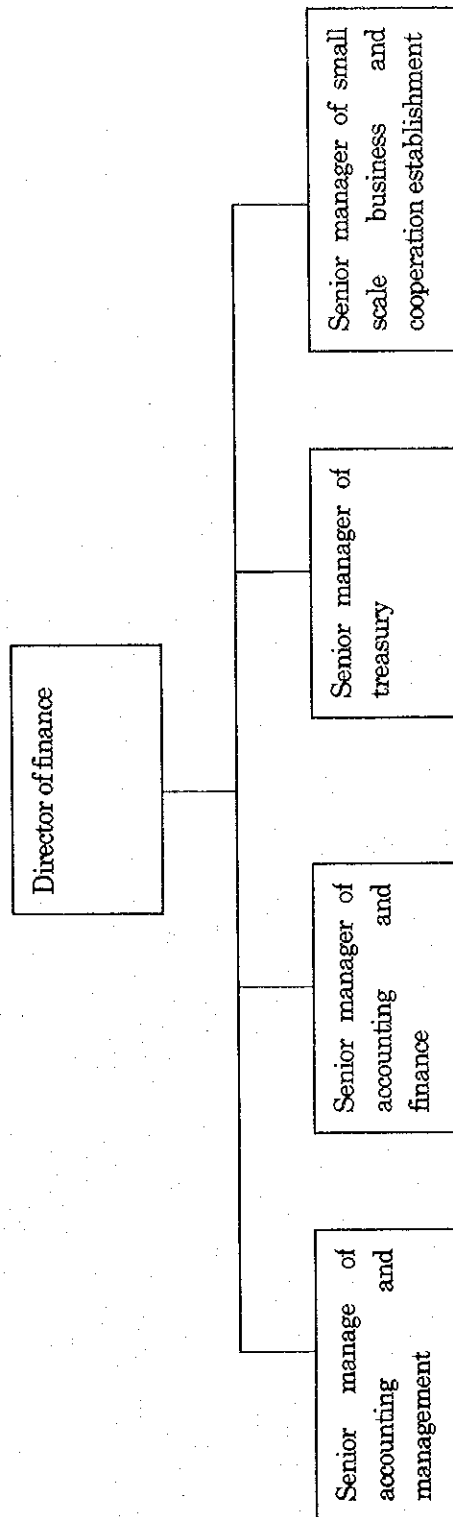 Director of finance
Senior manage of
accounting and
management
Senior manager of
accounting and
finance
Senior manager of
treasury
Senior manager of small
scale business and
cooperation establishment